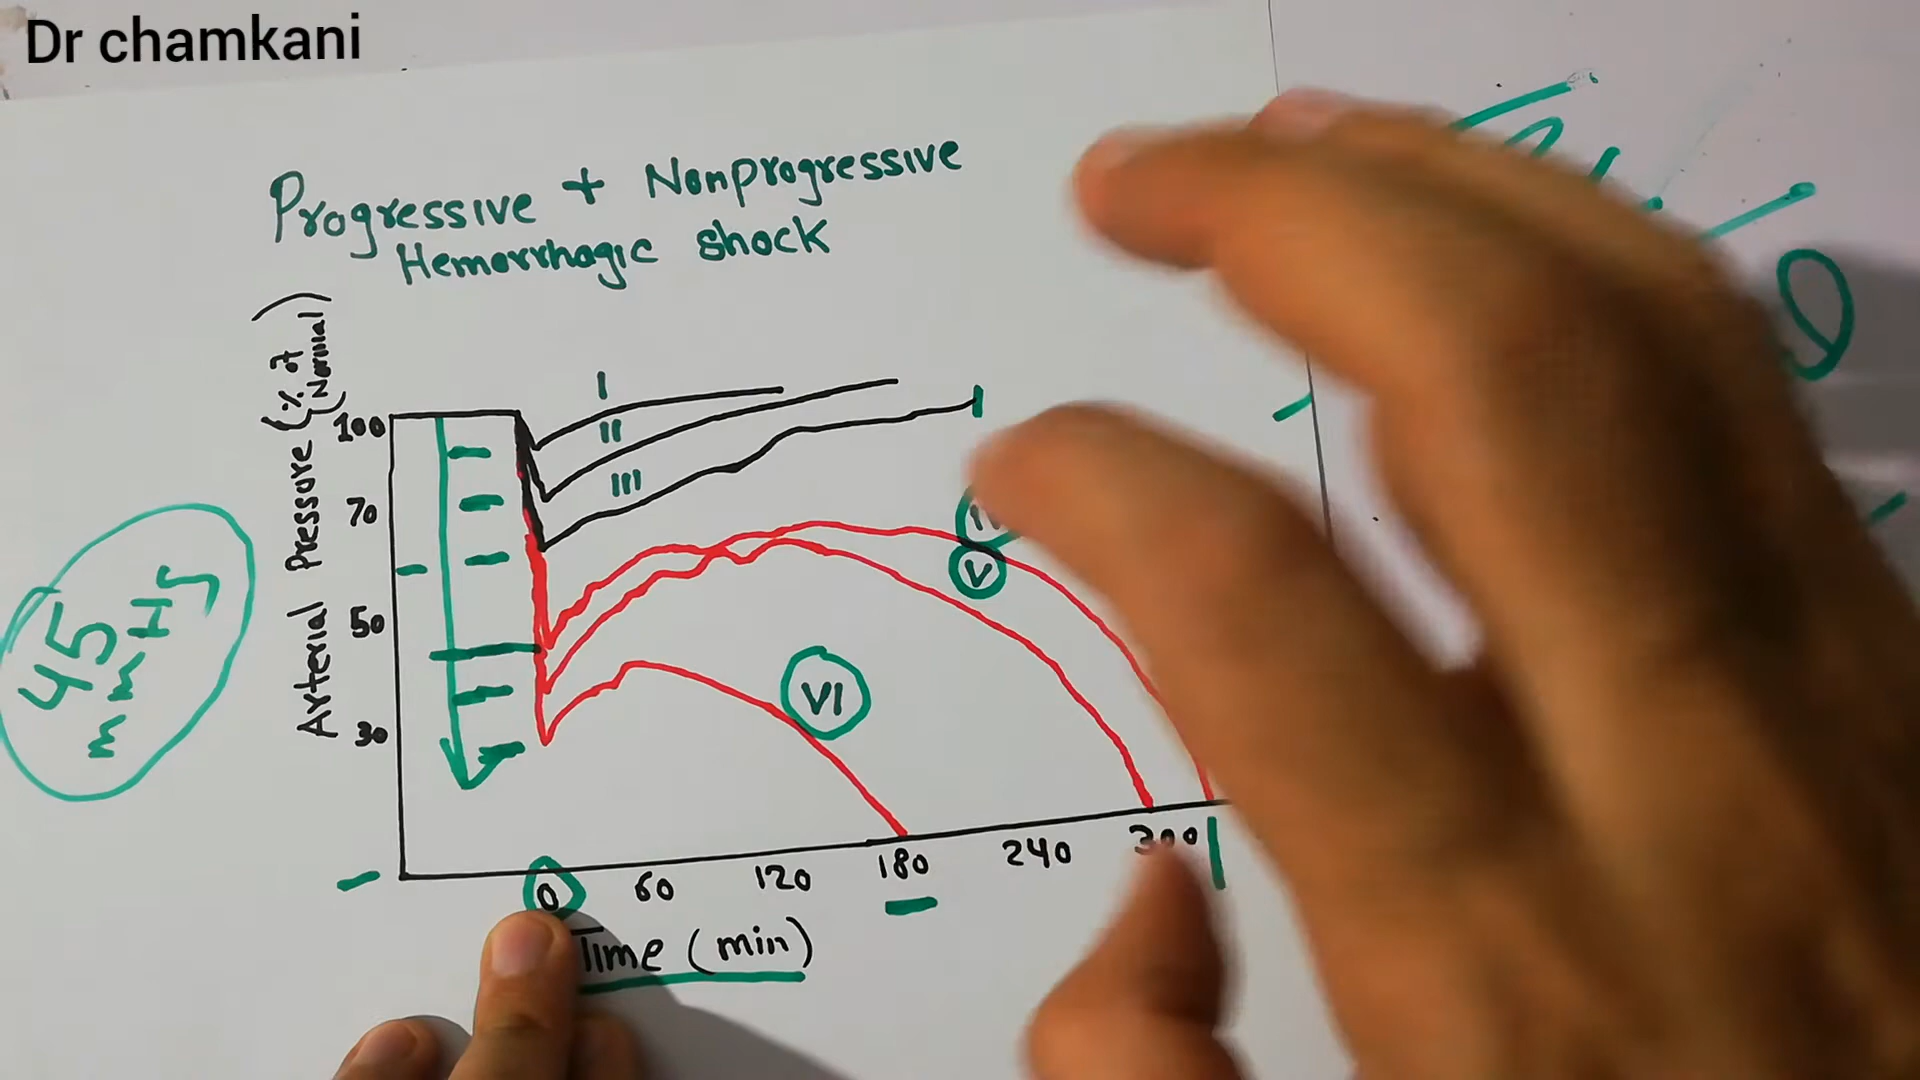 Dr chamkani
Progressive + Nonprogressive
Hemorrhagic shock
Arterial Pressure (% of
Normal)
100
70
50
30
I
II
III
V
VI
0 60 120 180 240 300
Time (min)
45
mmHg